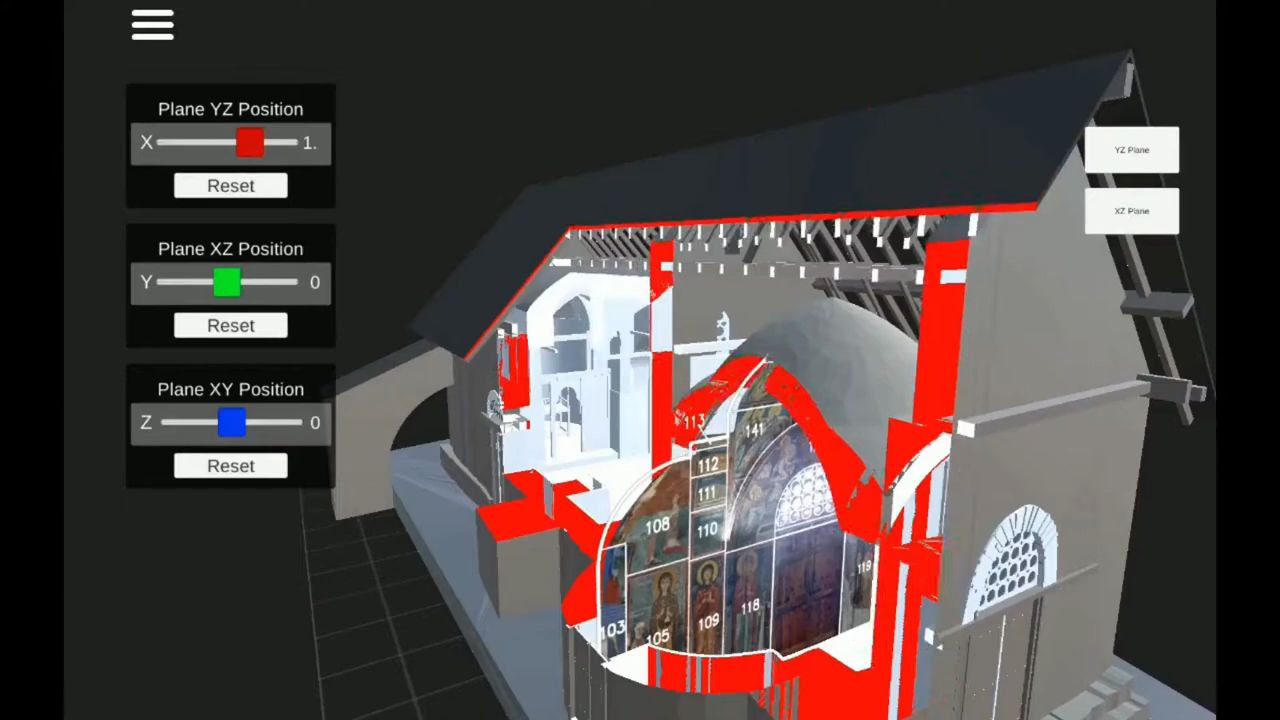 Plane YZ Position
X 1.
Reset
Plane XZ Position
Y 0
Reset
Plane XY Position
Z 0
Reset
YZ Plane
XZ Plane
113
141
112
111
108
110
119
118
109
103
105